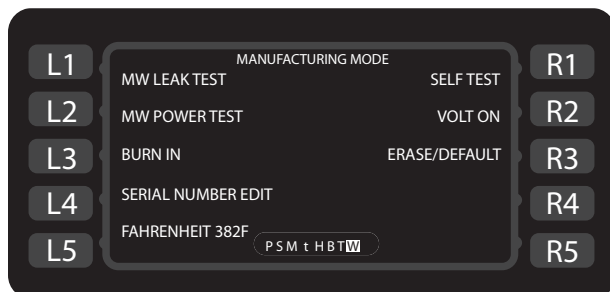 MANUFACTURING MODE
L1 MW LEAK TEST SELF TEST R1
L2 MW POWER TEST VOLT ON R2
L3 BURN IN ERASE/DEFAULT R3
L4 SERIAL NUMBER EDIT R4
L5 FAHRENHEIT 382F R5
P S M t H B T W